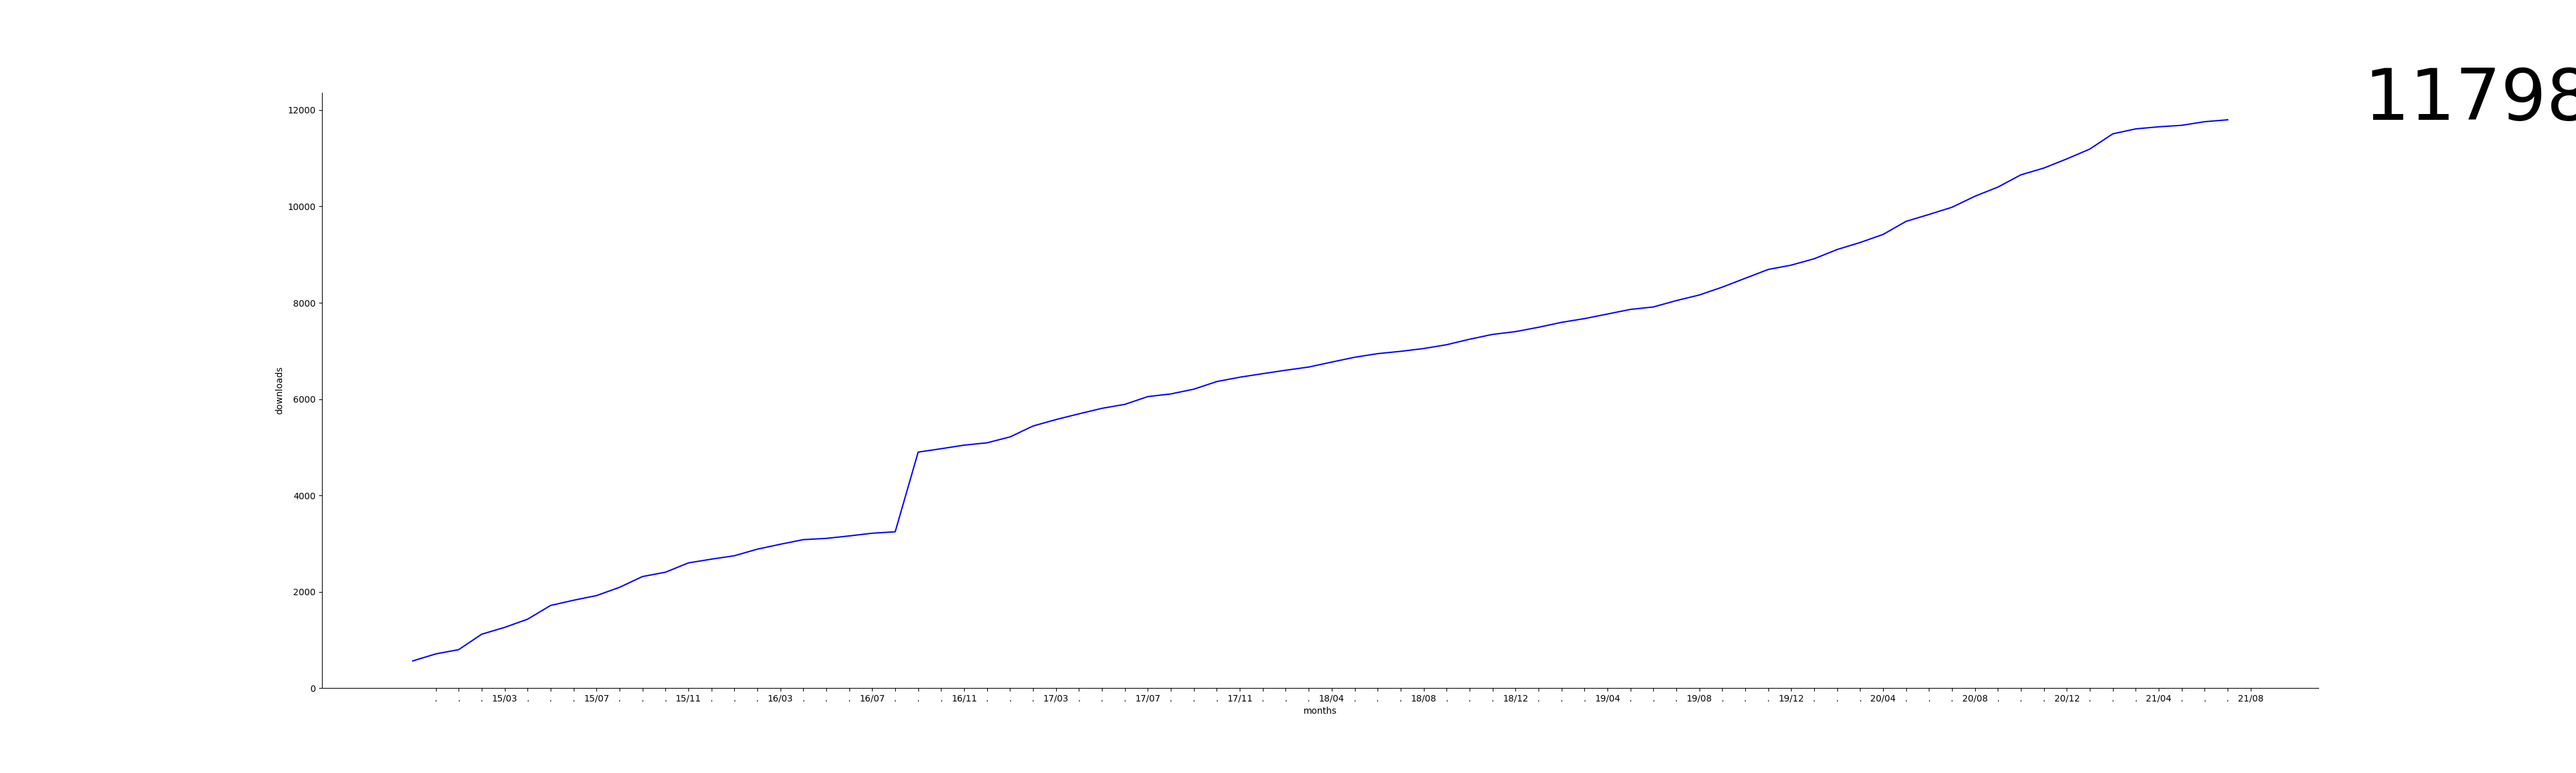 11798
12000
10000
8000
6000
4000
2000
0
downloads
. . . 15/03 . . . 15/07 . . . 15/11 . . . 16/03 . . . 16/07 . . . 16/11 . . . 17/03 . . . 17/07 . . . 17/11 . . . 18/04 . . . 18/08 . . . 18/12 . . . 19/04 . . . 19/08 . . . 19/12 . . . 20/04 . . . 20/08 . . . 20/12 . . . 21/04 . . . 21/08
months